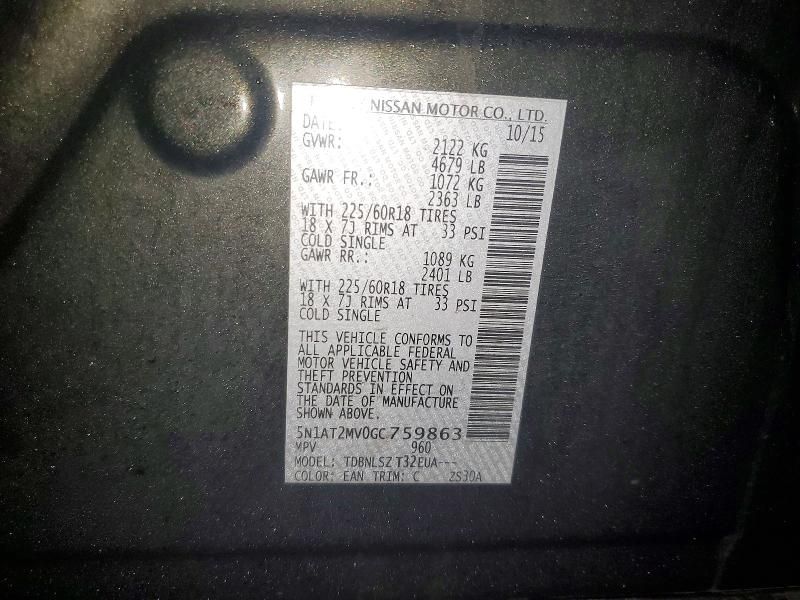 NISSAN MOTOR CO., LTD.
DATE: 10/15
GVWR: 2122 KG
4679 LB
GAWR FR.: 1072 KG
2363 LB
WITH 225/60R18 TIRES
18 X 7J RIMS AT 33 PSI
COLD SINGLE
GAWR RR.: 1089 KG
2401 LB
WITH 225/60R18 TIRES
18 X 7J RIMS AT 33 PSI
COLD SINGLE
THIS VEHICLE CONFORMS TO
ALL APPLICABLE FEDERAL
MOTOR VEHICLE SAFETY AND
THEFT PREVENTION
STANDARDS IN EFFECT ON
THE DATE OF MANUFACTURE
SHOWN ABOVE.
5N1AT2MV0GC759863
MPV 960
MODEL: TDBNLSZ T32EUA---
COLOR: EAN TRIM: C 2S30A